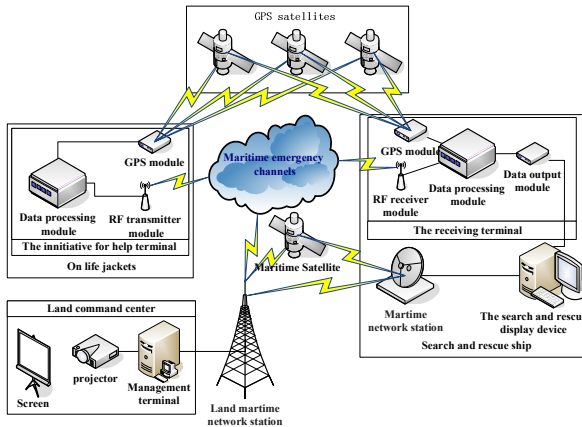 GPS satellites
GPS module
Data processing
module
RF transmitter
module
The innitiative for help terminal
On life jackets
Maritime emergency
channels
GPS module
RF receiver
module
Data processing
module
Data output
module
The receiving terminal
Maritime Satellite
Martime
network station
The search and rescue
display device
Search and rescue ship
Land command center
Screen
projector
Management
terminal
Land martime
network station